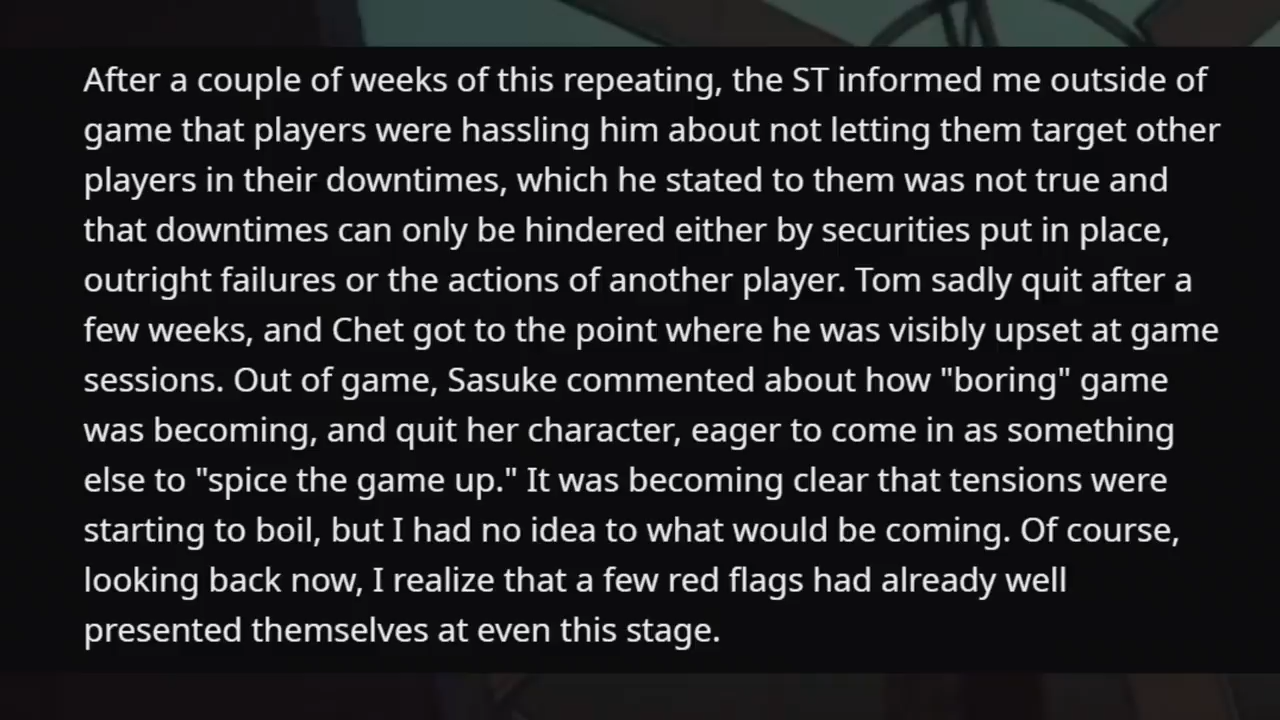 After a couple of weeks of this repeating, the ST informed me outside of
game that players were hassling him about not letting them target other
players in their downtimes, which he stated to them was not true and
that downtimes can only be hindered either by securities put in place,
outright failures or the actions of another player. Tom sadly quit after a
few weeks, and Chet got to the point where he was visibly upset at game
sessions. Out of game, Sasuke commented about how "boring" game
was becoming, and quit her character, eager to come in as something
else to "spice the game up." It was becoming clear that tensions were
starting to boil, but I had no idea to what would be coming. Of course,
looking back now, I realize that a few red flags had already well
presented themselves at even this stage.